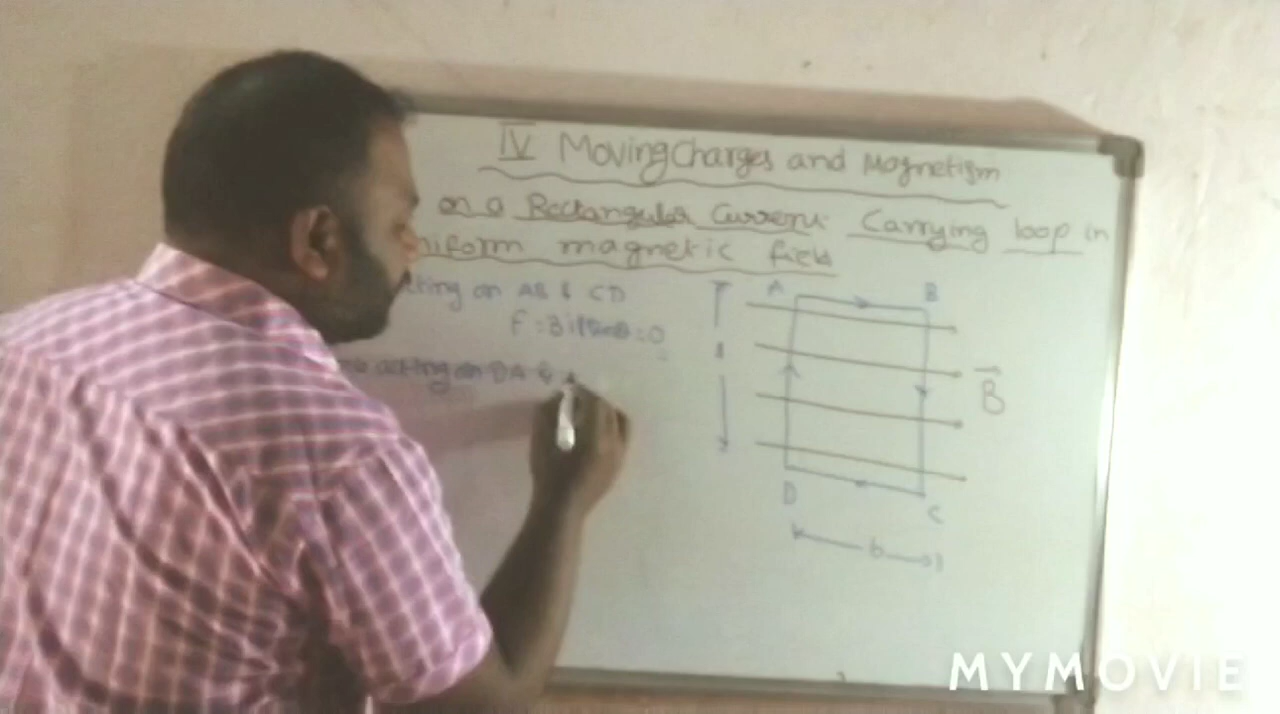 IV Moving Charges and Magnetism
on a Rectangular Current Carrying loop in
niform magnetic field
cting on AB & CD
F = Bil = 0
acting on DA &
A
B
B
D
C
b
MYMOVIE